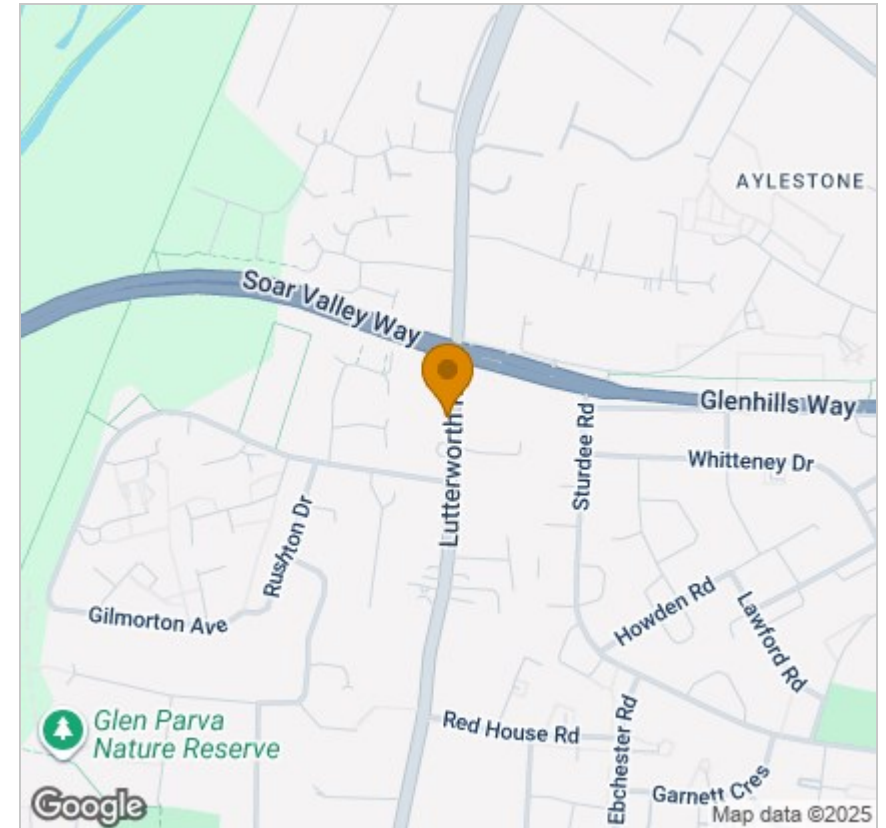 AYLESTONE
Soar Valley Way
Glenhills Way
Lutterworth
Sturdee Rd
Whitteney Dr
Rushton Dr
Gilmorton Ave
Howden Rd
Lawford Rd
Glen Parva
Nature Reserve
Red House Rd
Ebchester Rd
Garnett Cres
Google
Map data ©2025